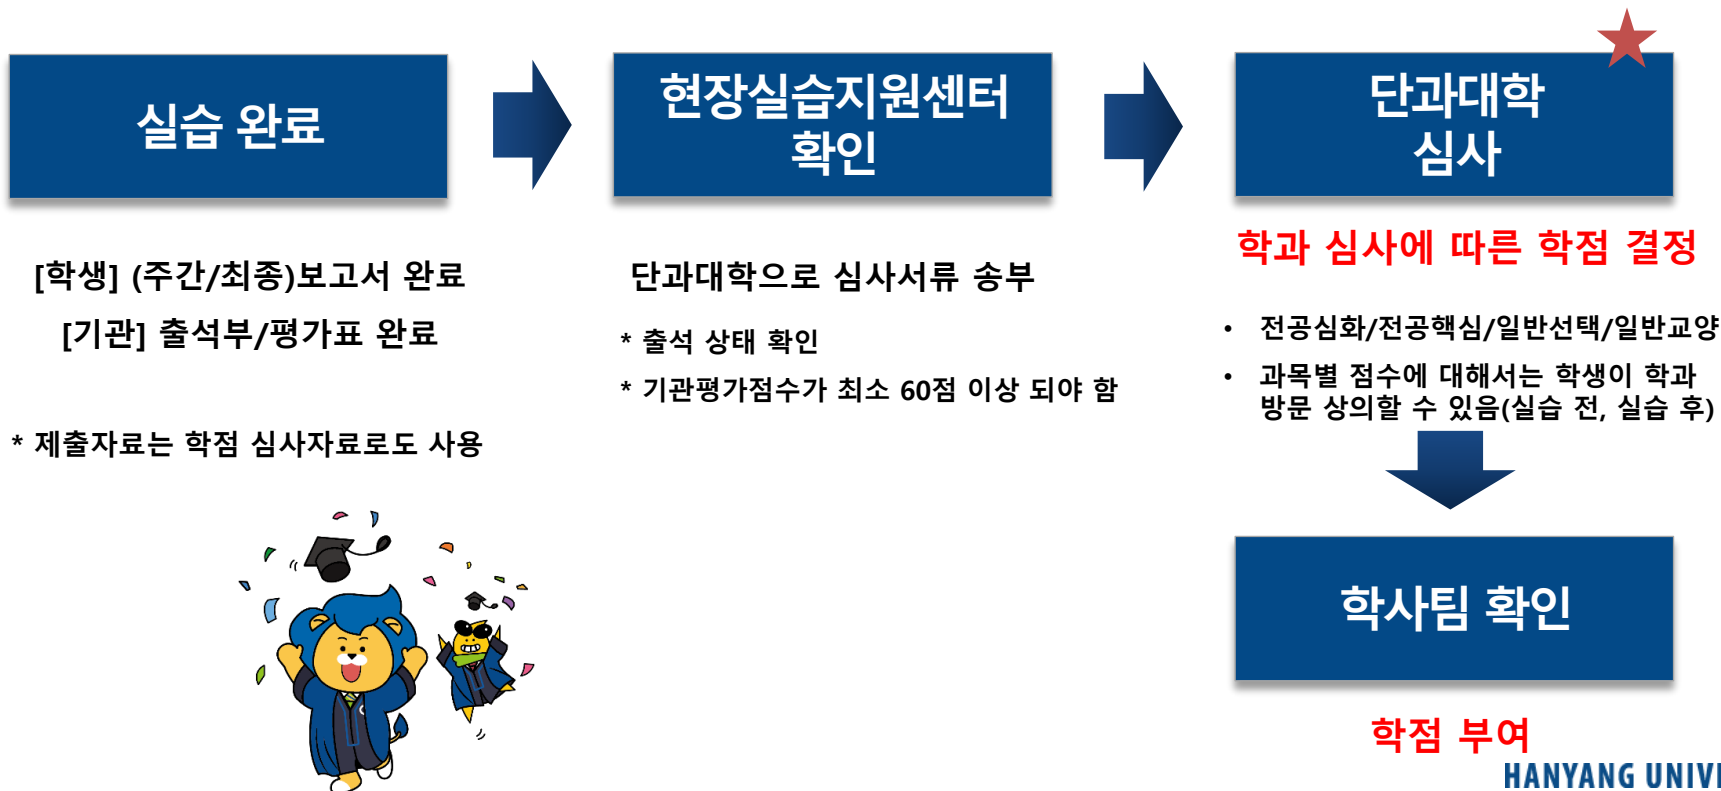 실습 완료
[학생] (주간/최종)보고서 완료
[기관] 출석부/평가표 완료
* 제출자료는 학점 심사자료로도 사용
현장실습지원센터
확인
단과대학으로 심사서류 송부
* 출석 상태 확인
* 기관평가점수가 최소 60점 이상 되야 함
단과대학
심사
학과 심사에 따른 학점 결정
• 전공심화/전공핵심/일반선택/일반교양
• 과목별 점수에 대해서는 학생이 학과
방문 상의할 수 있음(실습 전, 실습 후)
학사팀 확인
학점 부여
HANYANG UNIV